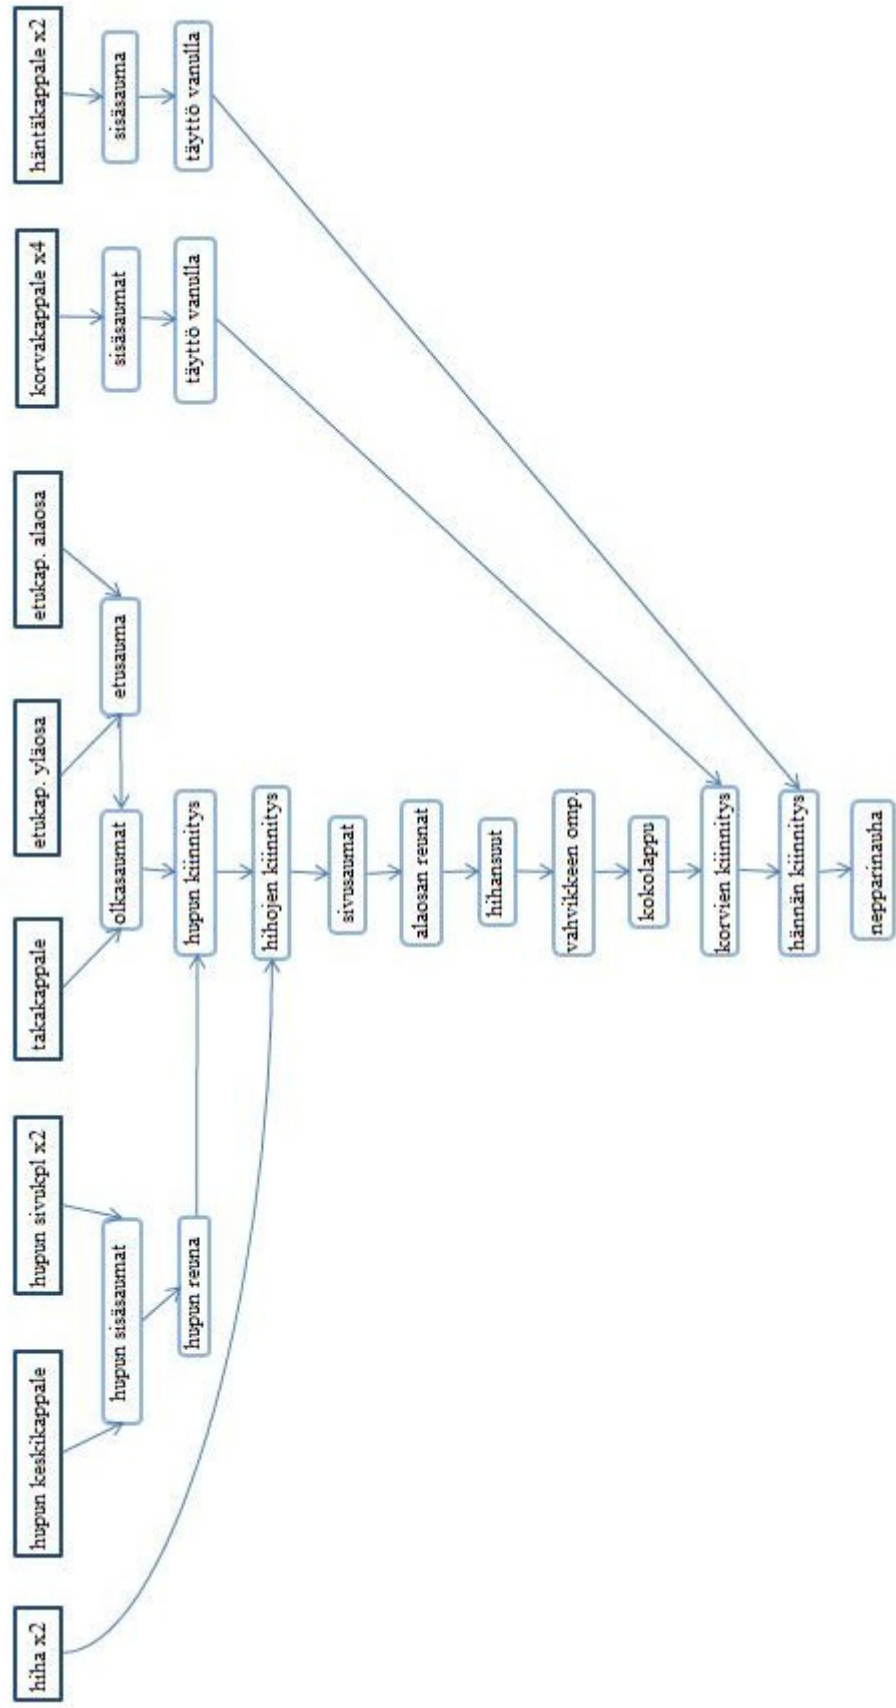 hiha x2
hupun keskikappale
hupun sivukpl x2
takakappale
etukap. yläosa
etukap. alaosa
korvakappale x4
häntäkappale x2
hupun sisäsaumat
olkasaumat
etusauma
sisäsaumat
sisäsauma
hupun reuna
hupun kiinnitys
täyttö vanulla
täyttö vanulla
hihojen kiinnitys
sivusaumat
alaosan reunat
hihansuut
vahvikkeen omp.
kokolappu
korvien kiinnitys
hännän kiinnitys
nepparinauha